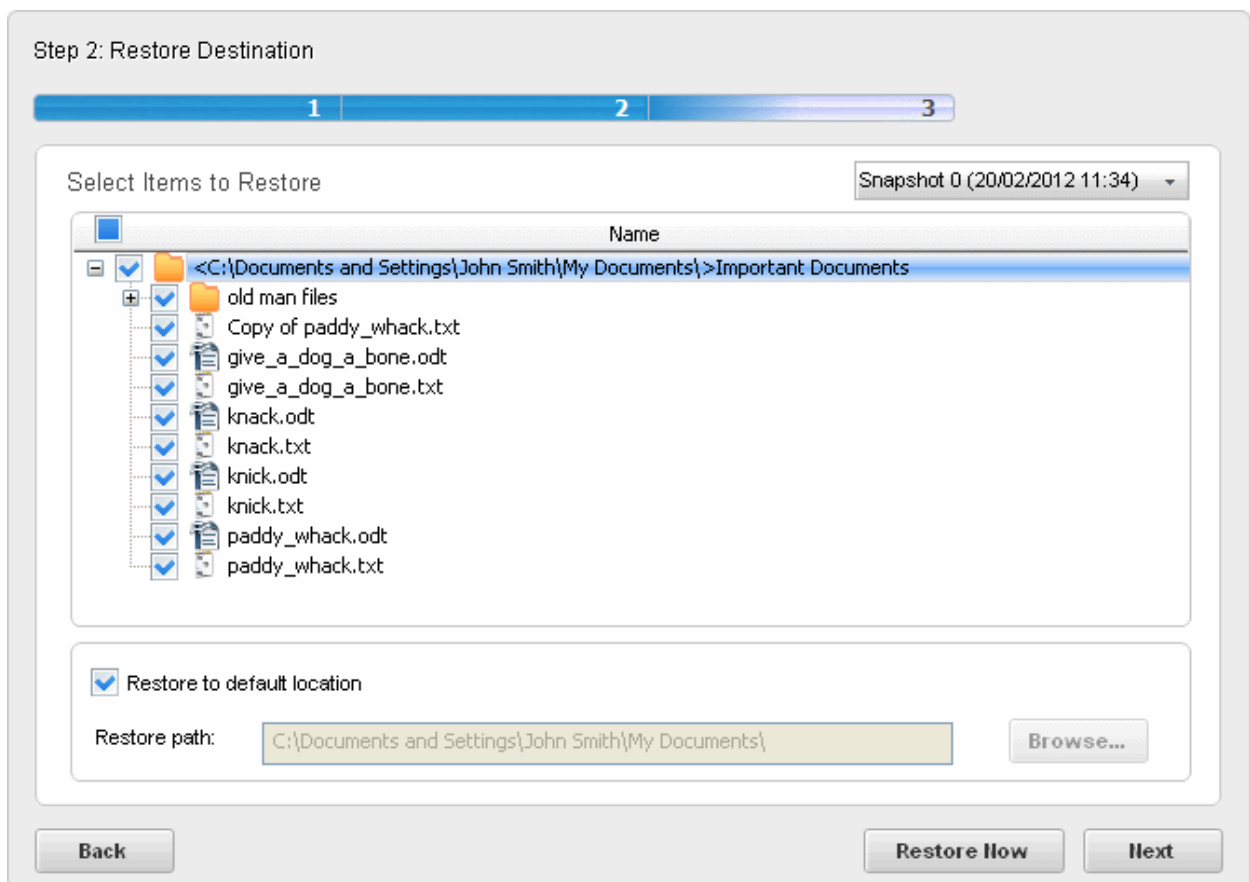 Step 2: Restore Destination
1 2 3
Select Items to Restore Snapshot 0 (20/02/2012 11:34)
Name
<C:\Documents and Settings\John Smith\My Documents\>Important Documents
old man files
Copy of paddy_whack.txt
give_a_dog_a_bone.odt
give_a_dog_a_bone.txt
knack.odt
knack.txt
knick.odt
knick.txt
paddy_whack.odt
paddy_whack.txt
Restore to default location
Restore path: C:\Documents and Settings\John Smith\My Documents\ Browse...
Back Restore Now Next